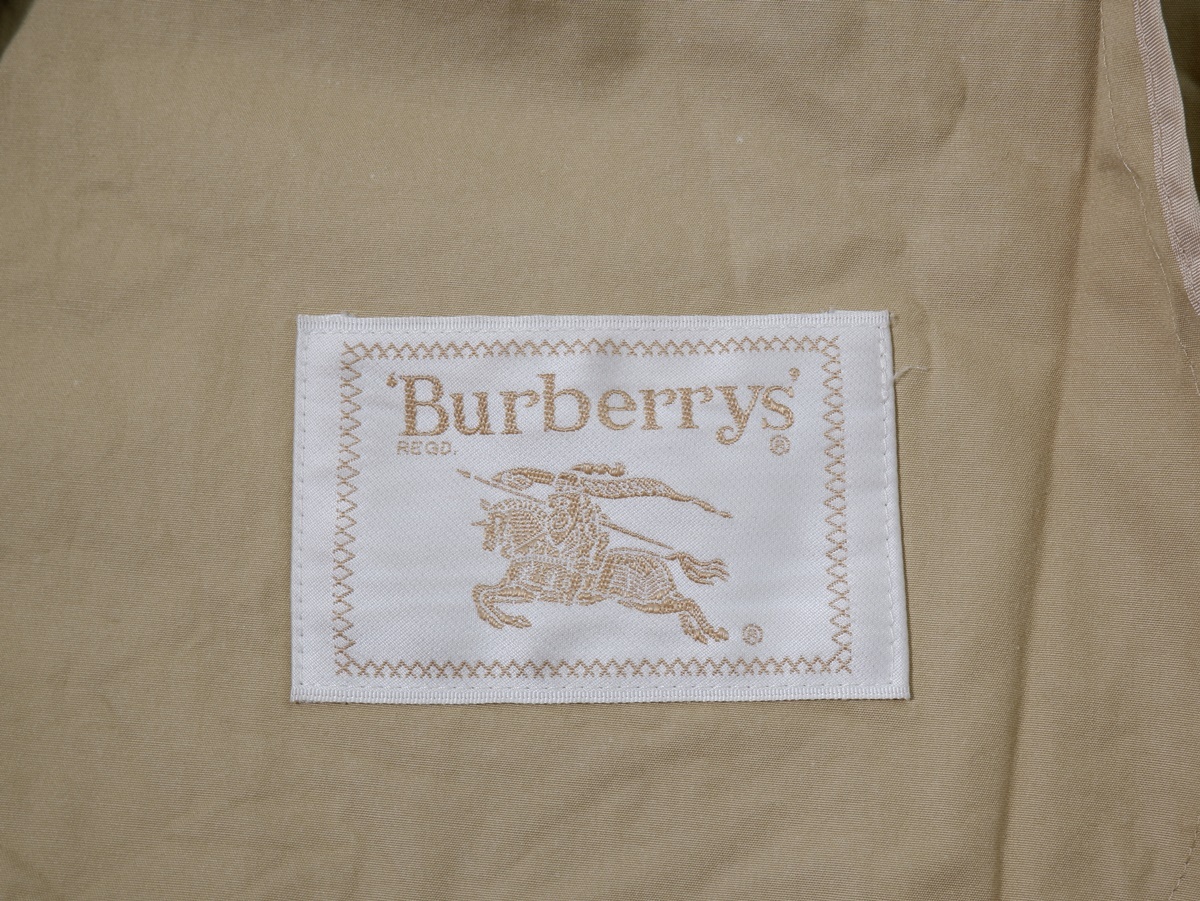 'Burberrys'
REGD. ®
®